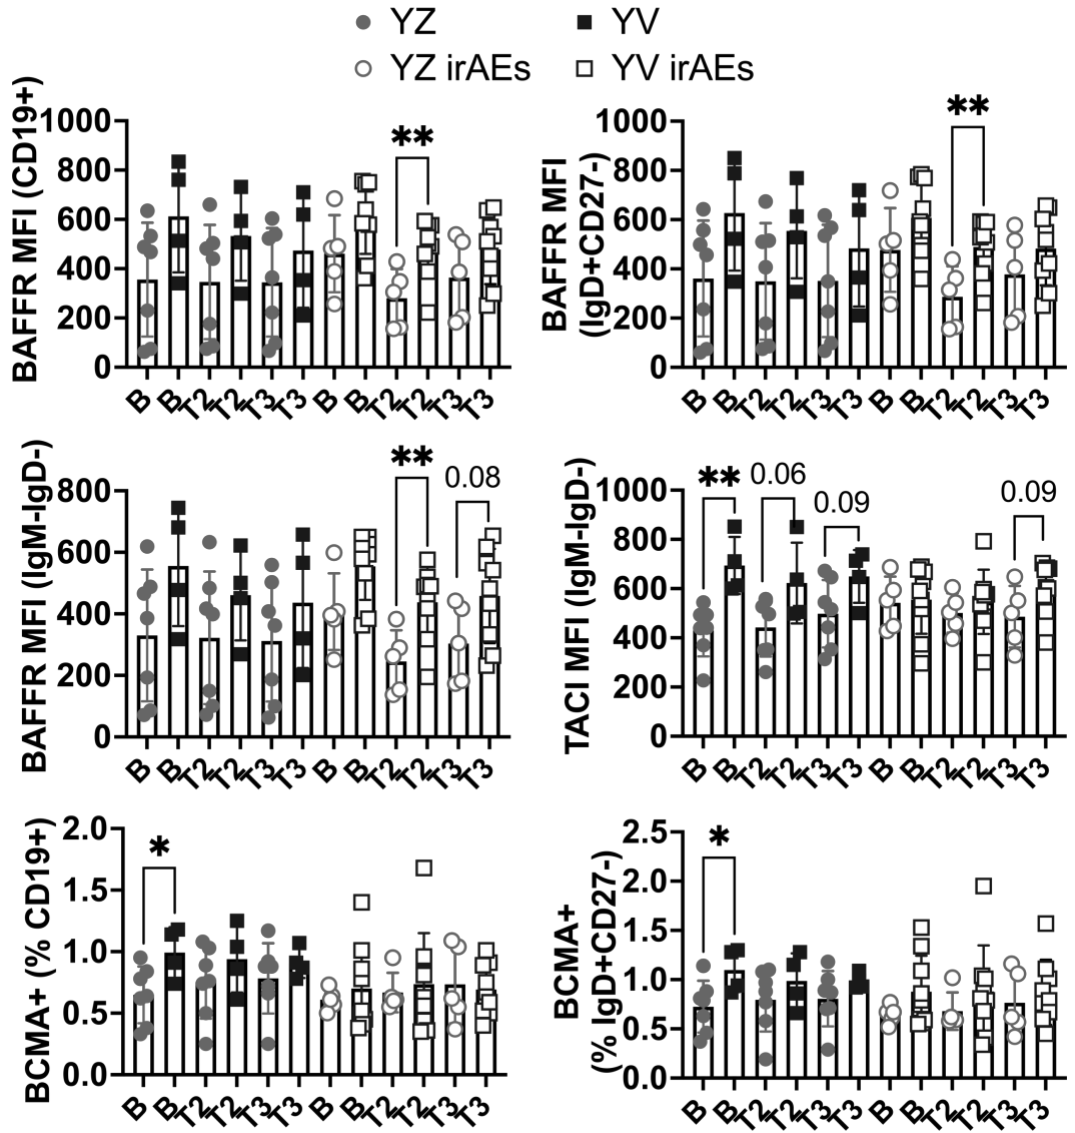 YZ YV
YZ irAEs YV irAEs
BAFFR MFI (CD19+)
1000
800
600
400
200
0
**
B B T2 T2 T3 T3 B B T2 T2 T3 T3
BAFFR MFI
(IgD+CD27-)
1000
800
600
400
200
0
**
B B T2 T2 T3 T3 B B T2 T2 T3 T3
BAFFR MFI (IgM-IgD-)
800
600
400
200
0
**
0.08
B B T2 T2 T3 T3 B B T2 T2 T3 T3
TACI MFI (IgM-IgD-)
1000
800
600
400
200
0
**
0.06
0.09
0.09
B B T2 T2 T3 T3 B B T2 T2 T3 T3
BCMA+ (% CD19+)
2.0
1.5
1.0
0.5
0.0
*
B B T2 T2 T3 T3 B B T2 T2 T3 T3
BCMA+
(% IgD+CD27-)
2.5
2.0
1.5
1.0
0.5
0.0
*
B B T2 T2 T3 T3 B B T2 T2 T3 T3